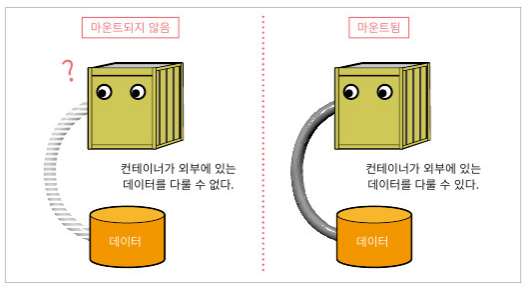 마운트되지 않음
?
컨테이너가 외부에 있는
데이터를 다룰 수 없다.
데이터
마운트됨
컨테이너가 외부에 있는
데이터를 다룰 수 있다.
데이터